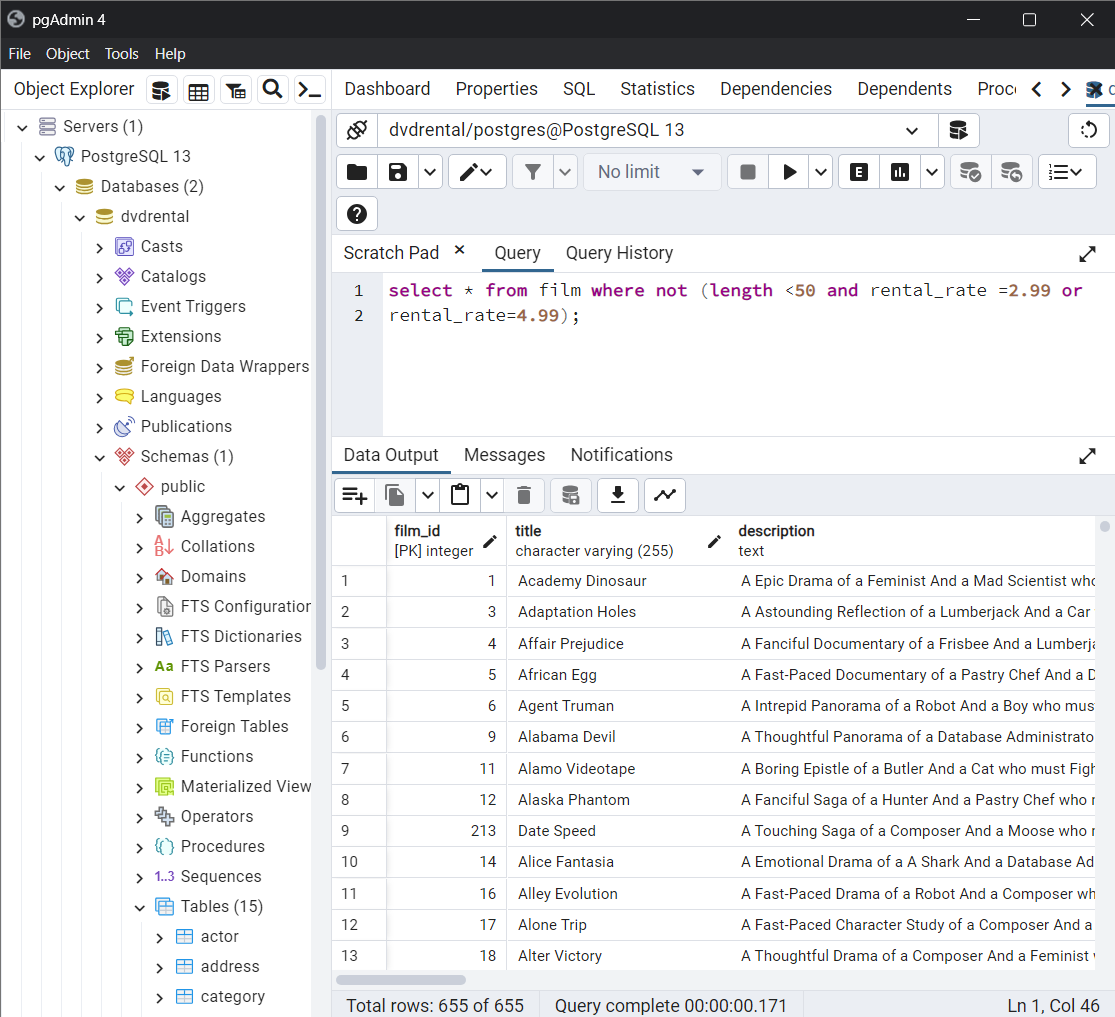 pgAdmin 4
File Object Tools Help
Object Explorer
Dashboard Properties SQL Statistics Dependencies Dependents Proc
Servers (1)
PostgreSQL 13
Databases (2)
dvdrental
Casts
Catalogs
Event Triggers
Extensions
Foreign Data Wrappers
Languages
Publications
Schemas (1)
public
Aggregates
Collations
Domains
FTS Configuration
FTS Dictionaries
Aa FTS Parsers
FTS Templates
Foreign Tables
Functions
Materialized View
Operators
Procedures
1..3 Sequences
Tables (15)
actor
address
category
dvdrental/postgres@PostgreSQL 13
No limit
E
Scratch Pad Query Query History
1 select * from film where not (length <50 and rental_rate =2.99 or
2 rental_rate=4.99);
Data Output Messages Notifications
film_id title description
[PK] integer character varying (255) text
1 1 Academy Dinosaur A Epic Drama of a Feminist And a Mad Scientist who
2 3 Adaptation Holes A Astounding Reflection of a Lumberjack And a Car
3 4 Affair Prejudice A Fanciful Documentary of a Frisbee And a Lumberja
4 5 African Egg A Fast-Paced Documentary of a Pastry Chef And a D
5 6 Agent Truman A Intrepid Panorama of a Robot And a Boy who mus
6 9 Alabama Devil A Thoughtful Panorama of a Database Administrato
7 11 Alamo Videotape A Boring Epistle of a Butler And a Cat who must Figh
8 12 Alaska Phantom A Fanciful Saga of a Hunter And a Pastry Chef who
9 213 Date Speed A Touching Saga of a Composer And a Moose who
10 14 Alice Fantasia A Emotional Drama of a A Shark And a Database Ad
11 16 Alley Evolution A Fast-Paced Drama of a Robot And a Composer wh
12 17 Alone Trip A Fast-Paced Character Study of a Composer And a
13 18 Alter Victory A Thoughtful Drama of a Composer And a Feminist
Total rows: 655 of 655 Query complete 00:00:00.171 Ln 1, Col 46